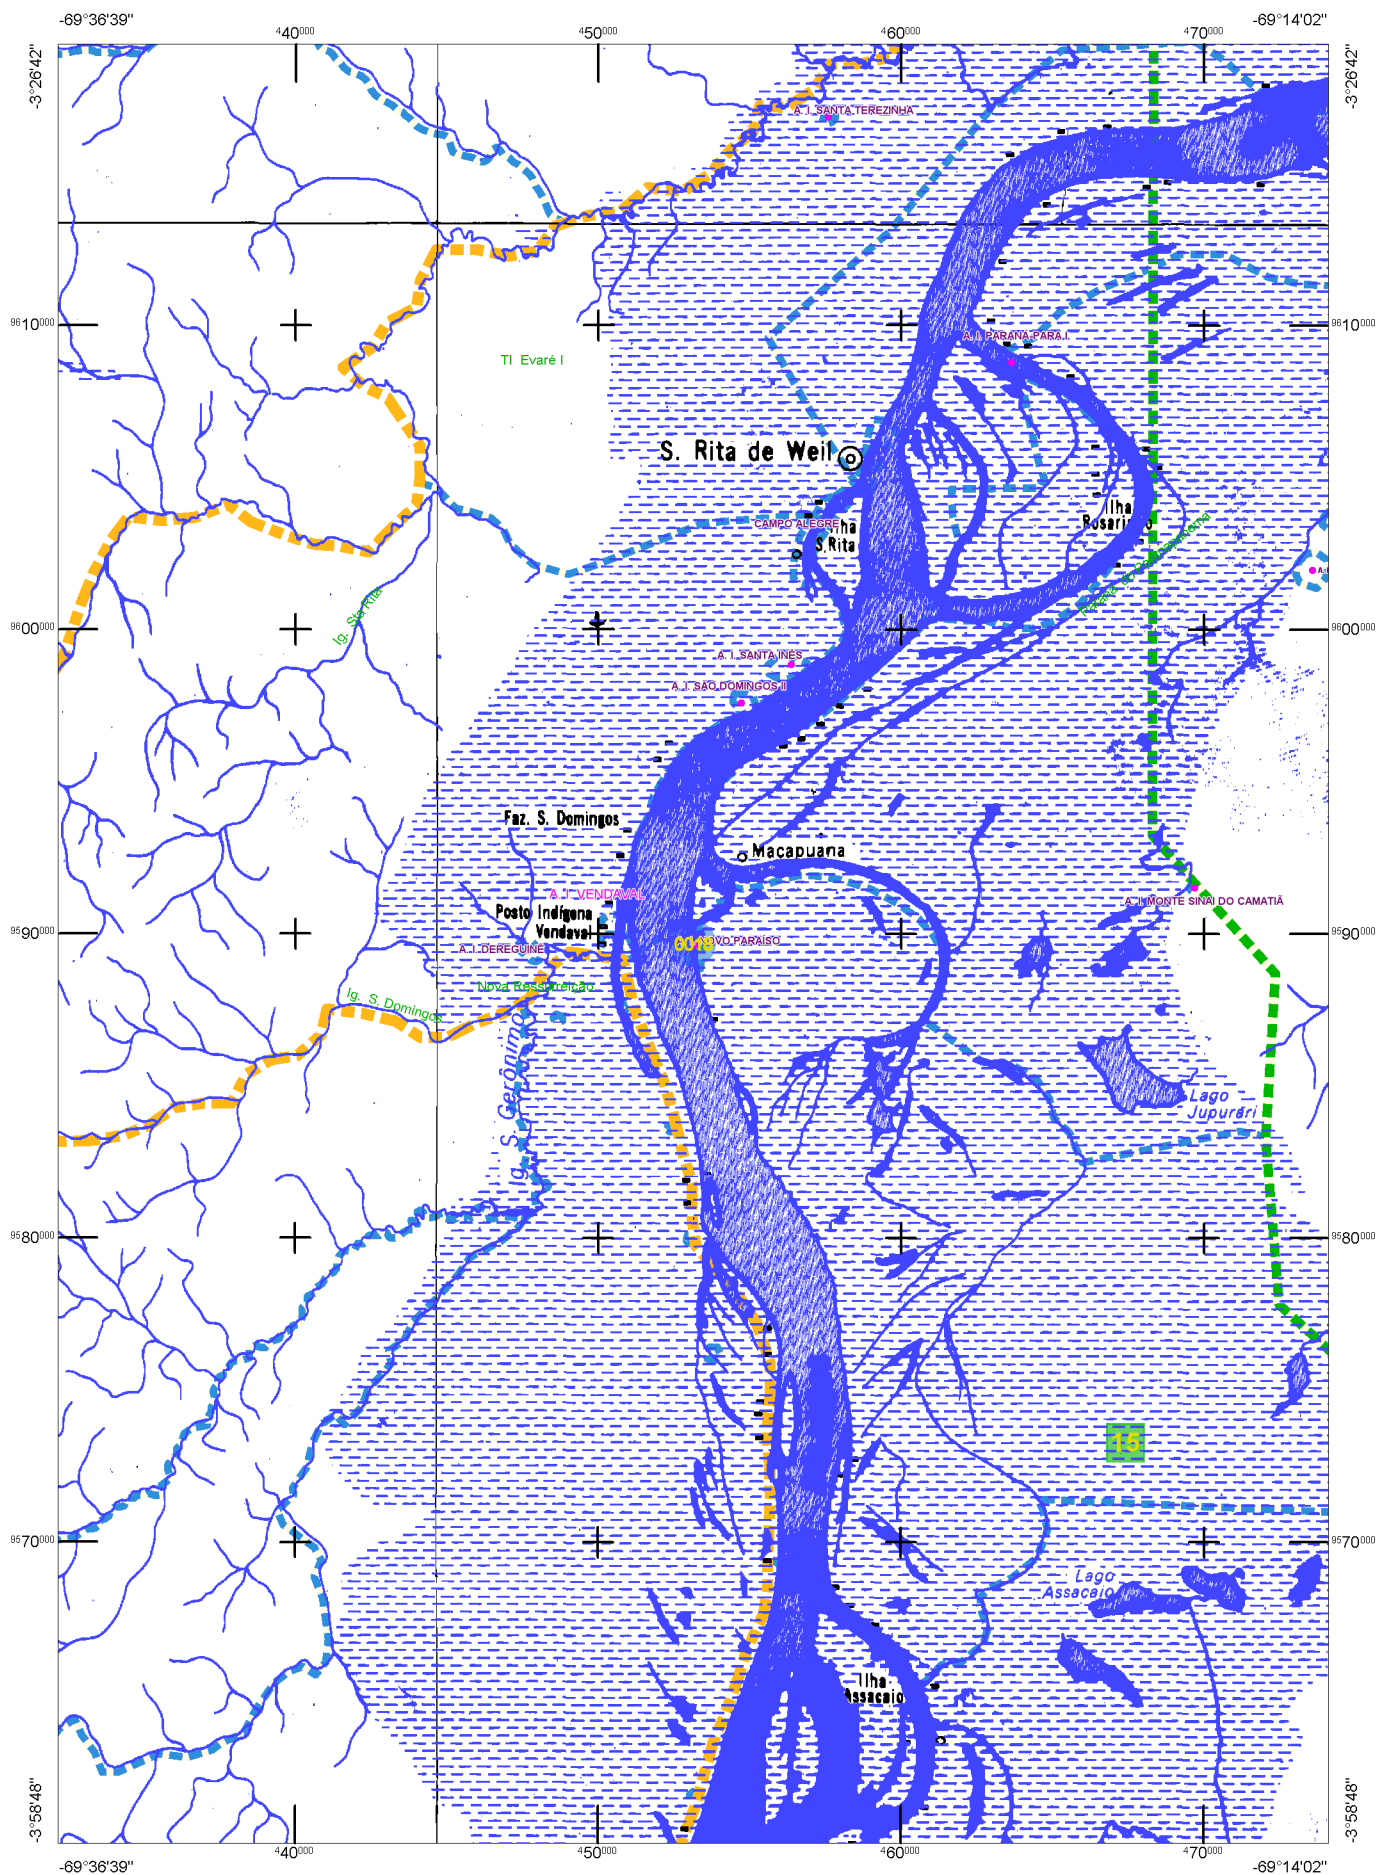 -69°36'39"
-69°14'02"
440000
450000
460000
470000
-3°26'42"
-3°26'42"
A. I. SANTA TEREZINHA
9610000
9610000
A. I. PARANÁ-PARA I
TI Evaré I
S. Rita de Weil
CAMPO ALEGRE
Ilha
S. Rita
Ilha
Ig. Sta Rita
9600000
9600000
A. I. SANTA INÊS
A. I. SÃO DOMINGOS II
Faz. S. Domingos
Macapuana
A. I. VENDAVAL
A. I. MONTE SINAI DO CAMATIÃ
Posto Indígena
Vendaval
9590000
9590000
A. I. DEREGUINE
Nova Ressurreição
Ig. S. Domingos
Ig. S. Gerônimo
Lago
Jupurari
9580000
9580000
15
9570000
9570000
Lago
Assacaio
Ilha
Assacaio
-3°58'48"
-3°58'48"
440000
450000
460000
470000
-69°36'39"
-69°14'02"